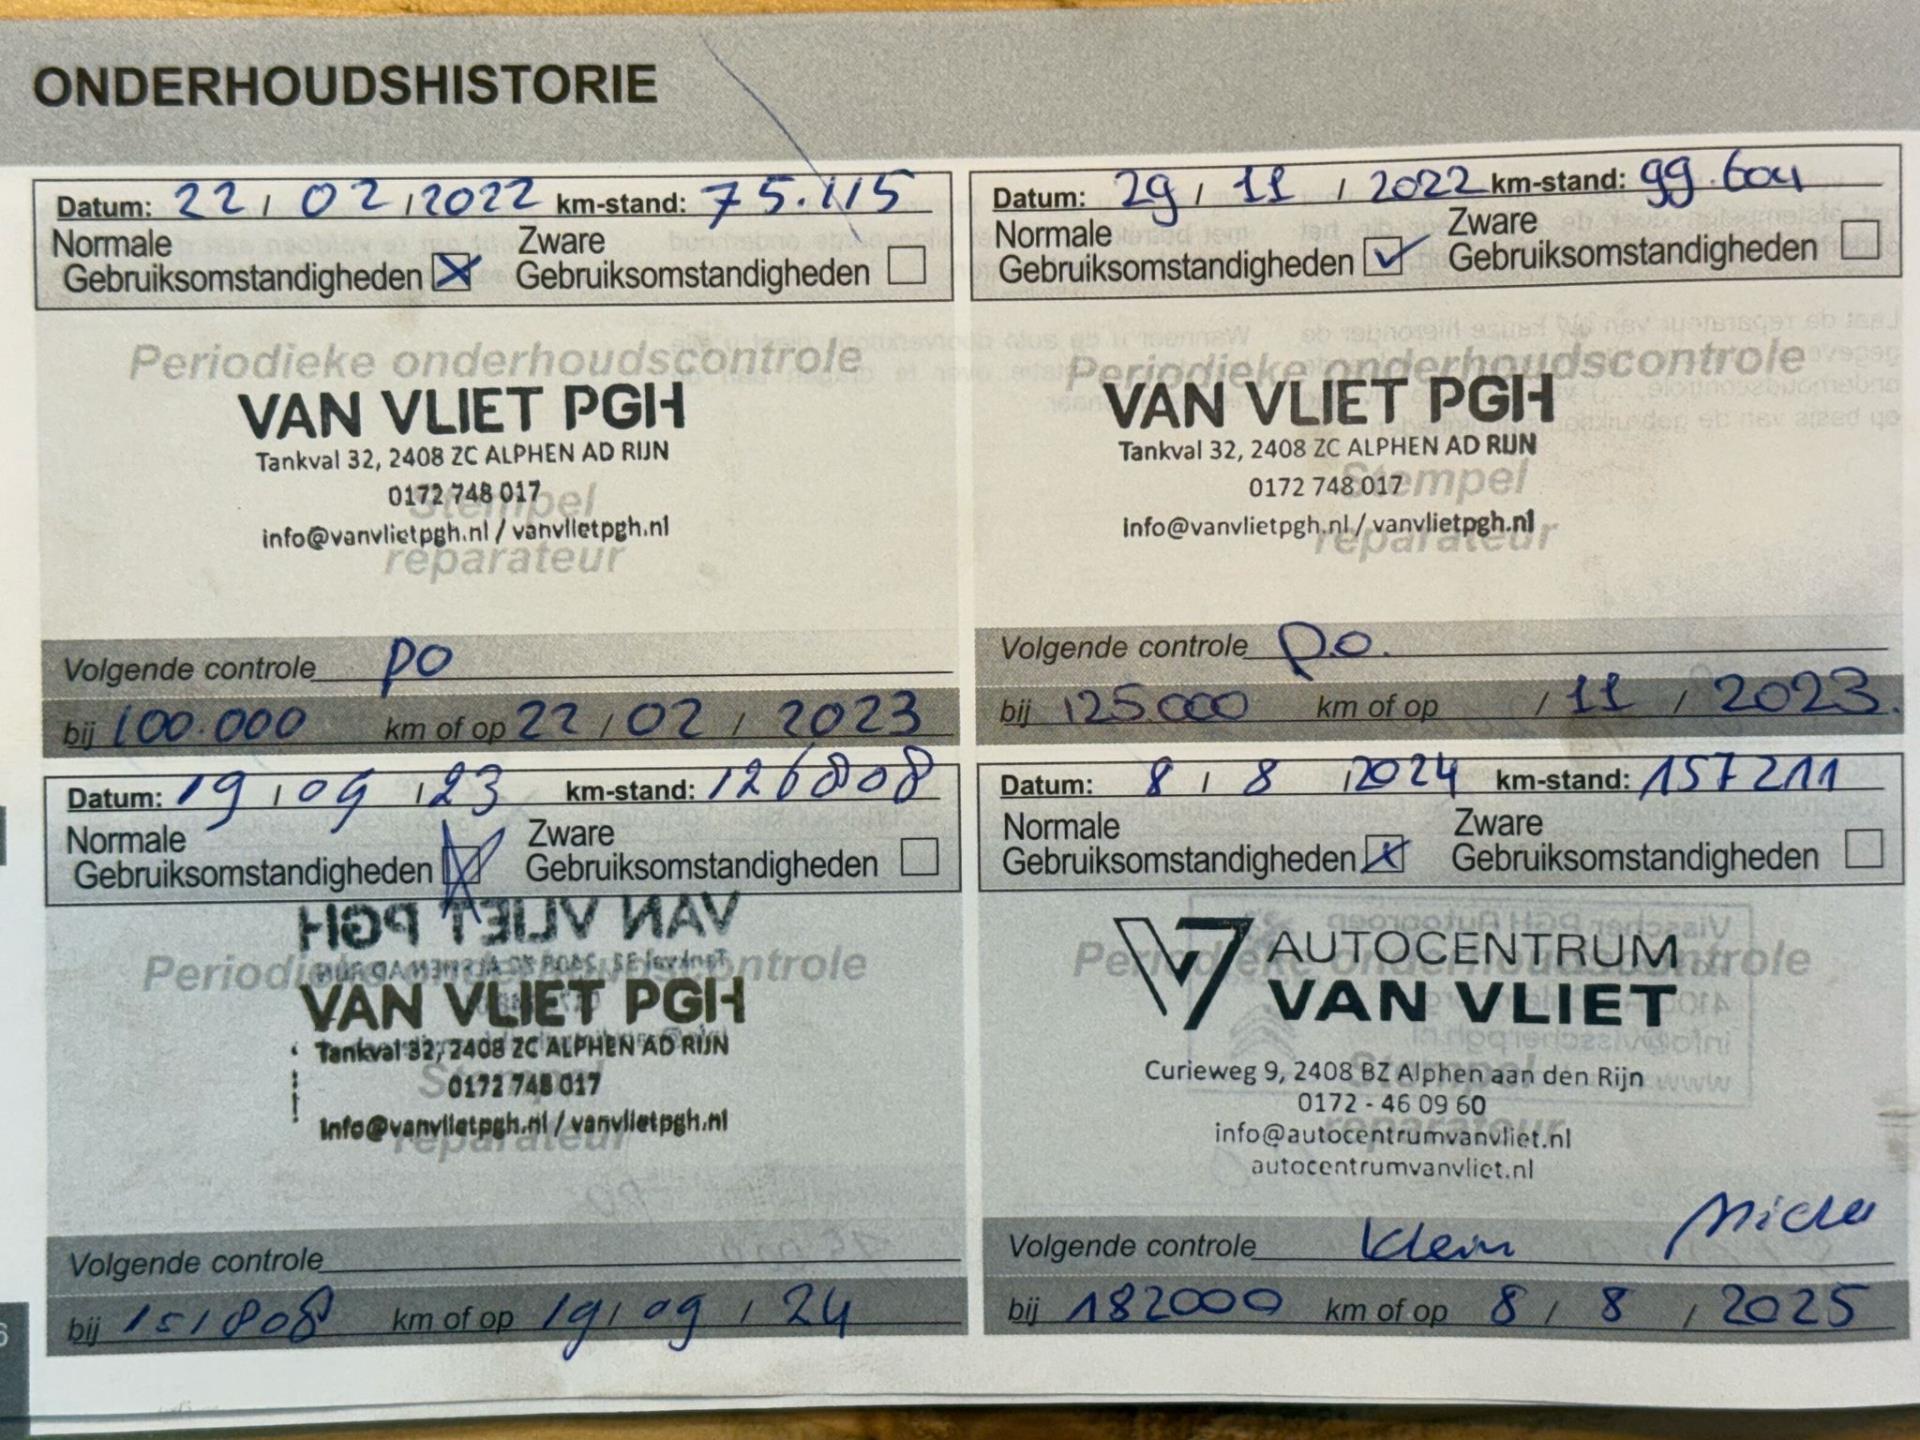 ONDERHOUDSHISTORIE
Datum: 22 / 02 / 2022 km-stand: 75.115
Normale Zware
Gebruiksomstandigheden Gebruiksomstandigheden
Periodieke onderhoudscontrole
VAN VLIET PGH
Tankval 32, 2408 ZC ALPHEN AD RIJN
0172 748 017
Stempel
info@vanvlietpgh.nl / vanvlietpgh.nl
reparateur
Volgende controle PO
bij 100.000 km of op 22 / 02 / 2023
Datum: 29 / 11 / 2022 km-stand: 99.604
Normale Zware
Gebruiksomstandigheden Gebruiksomstandigheden
Periodieke onderhoudscontrole
VAN VLIET PGH
Tankval 32, 2408 ZC ALPHEN AD RIJN
0172 748 017
Stempel
info@vanvlietpgh.nl / vanvlietpgh.nl
reparateur
Volgende controle P.O.
bij 125.000 km of op / 11 / 2023.
Datum: 19 / 09 / 23 km-stand: 126808
Normale Zware
Gebruiksomstandigheden Gebruiksomstandigheden
VAN VLIET PGH
Periodieke onderhoudscontrole
VAN VLIET PGH
Tankval 32, 2408 ZC ALPHEN AD RIJN
Stempel
0172 748 017
info@vanvlietpgh.nl / vanvlietpgh.nl
reparateur
Volgende controle
bij 151808 km of op 19 / 09 / 24
Datum: 8 / 8 / 2024 km-stand: 157211
Normale Zware
Gebruiksomstandigheden Gebruiksomstandigheden
AUTOCENTRUM
Periodieke onderhoudscontrole
VAN VLIET
Curieweg 9, 2408 BZ Alphen aan den Rijn
Stempel
0172 - 46 09 60
info@autocentrumvanvliet.nl
reparateur
autocentrumvanvliet.nl
Volgende controle Klein
bij 182000 km of op 8 / 8 / 2025
6